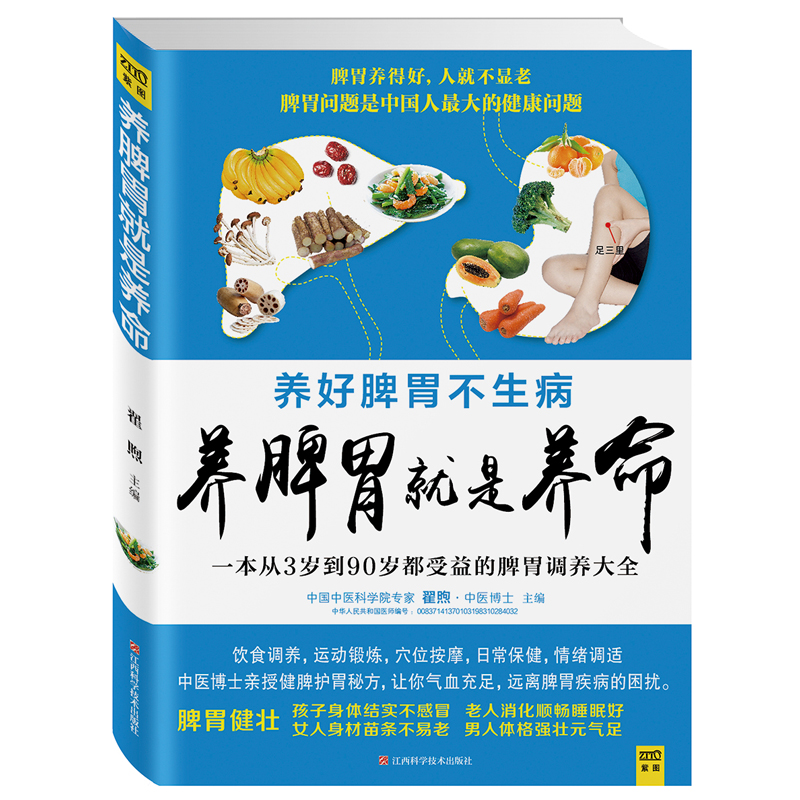 ZITO
紫图
养脾胃就是养命
翟煦 主编
江西科学技术出版社
脾胃养得好，人就不显老
脾胃问题是中国人最大的健康问题
足三里
养好脾胃不生病
养脾胃就是养命
一本从3岁到90岁都受益的脾胃调养大全
中国中医科学院专家 翟煦·中医博士 主编
中华人民共和国医师编号：00837141370103198310284032
饮食调养，运动锻炼，穴位按摩，日常保健，情绪调适
中医博士亲授健脾护胃秘方，让你气血充足，远离脾胃疾病的困扰。
脾胃健壮
孩子身体结实不感冒 老人消化顺畅睡眠好
女人身材苗条不易老 男人体格强壮元气足
江西科学技术出版社
ZITO
紫图